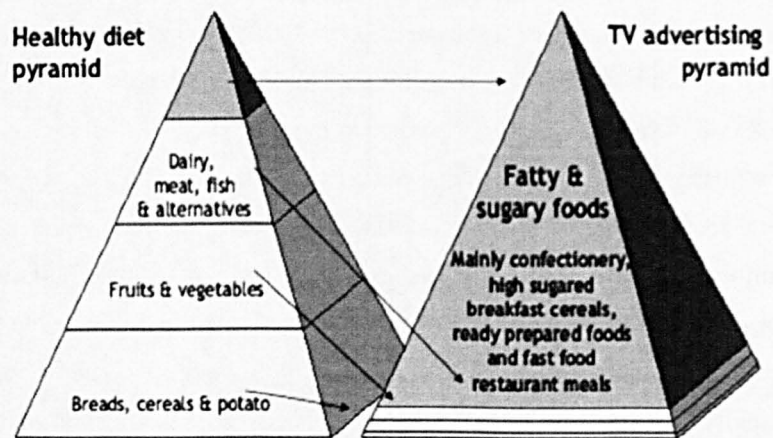 Healthy diet
pyramid
TV advertising
pyramid
Dairy,
meat, fish
& alternatives
Fruits & vegetables
Breads, cereals & potato
Fatty &
sugary foods
Mainly confectionery,
high sugared
breakfast cereals,
ready prepared foods
and fast food
restaurant meals